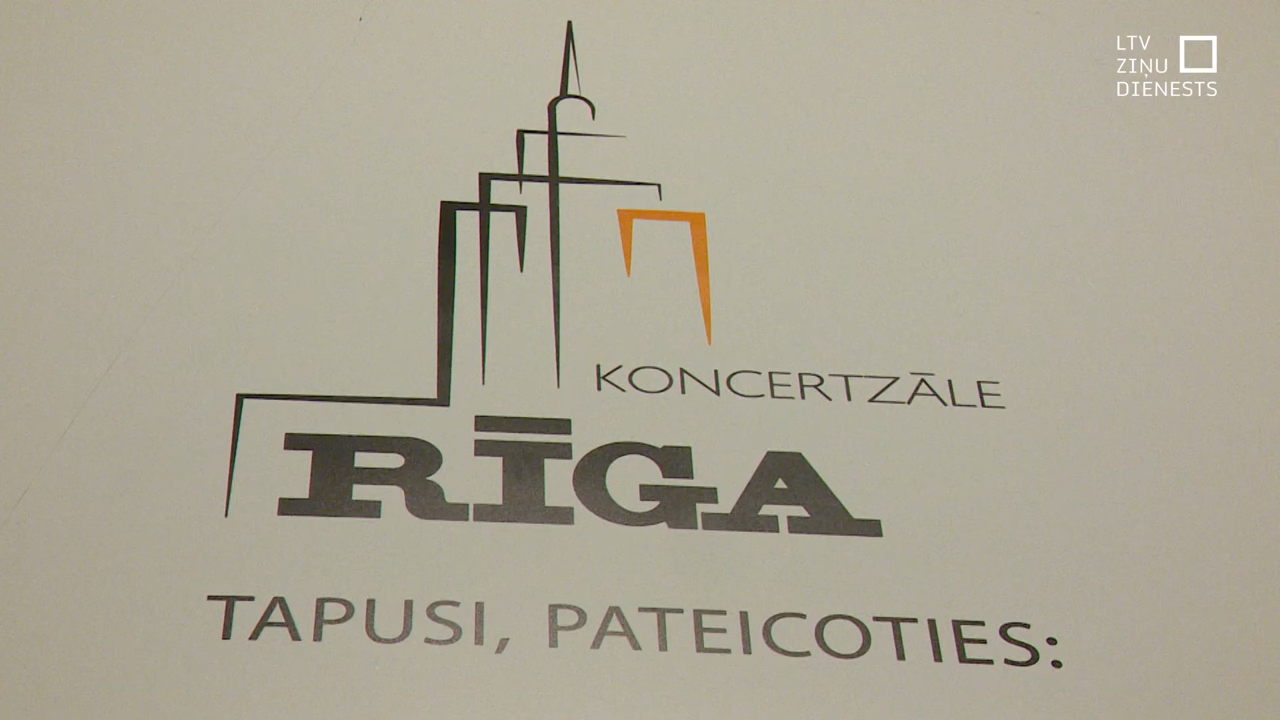 LTV
ZIŅU
DIENESTS
KONCERTZĀLE
RĪGA
TAPUSI, PATEICOTIES: